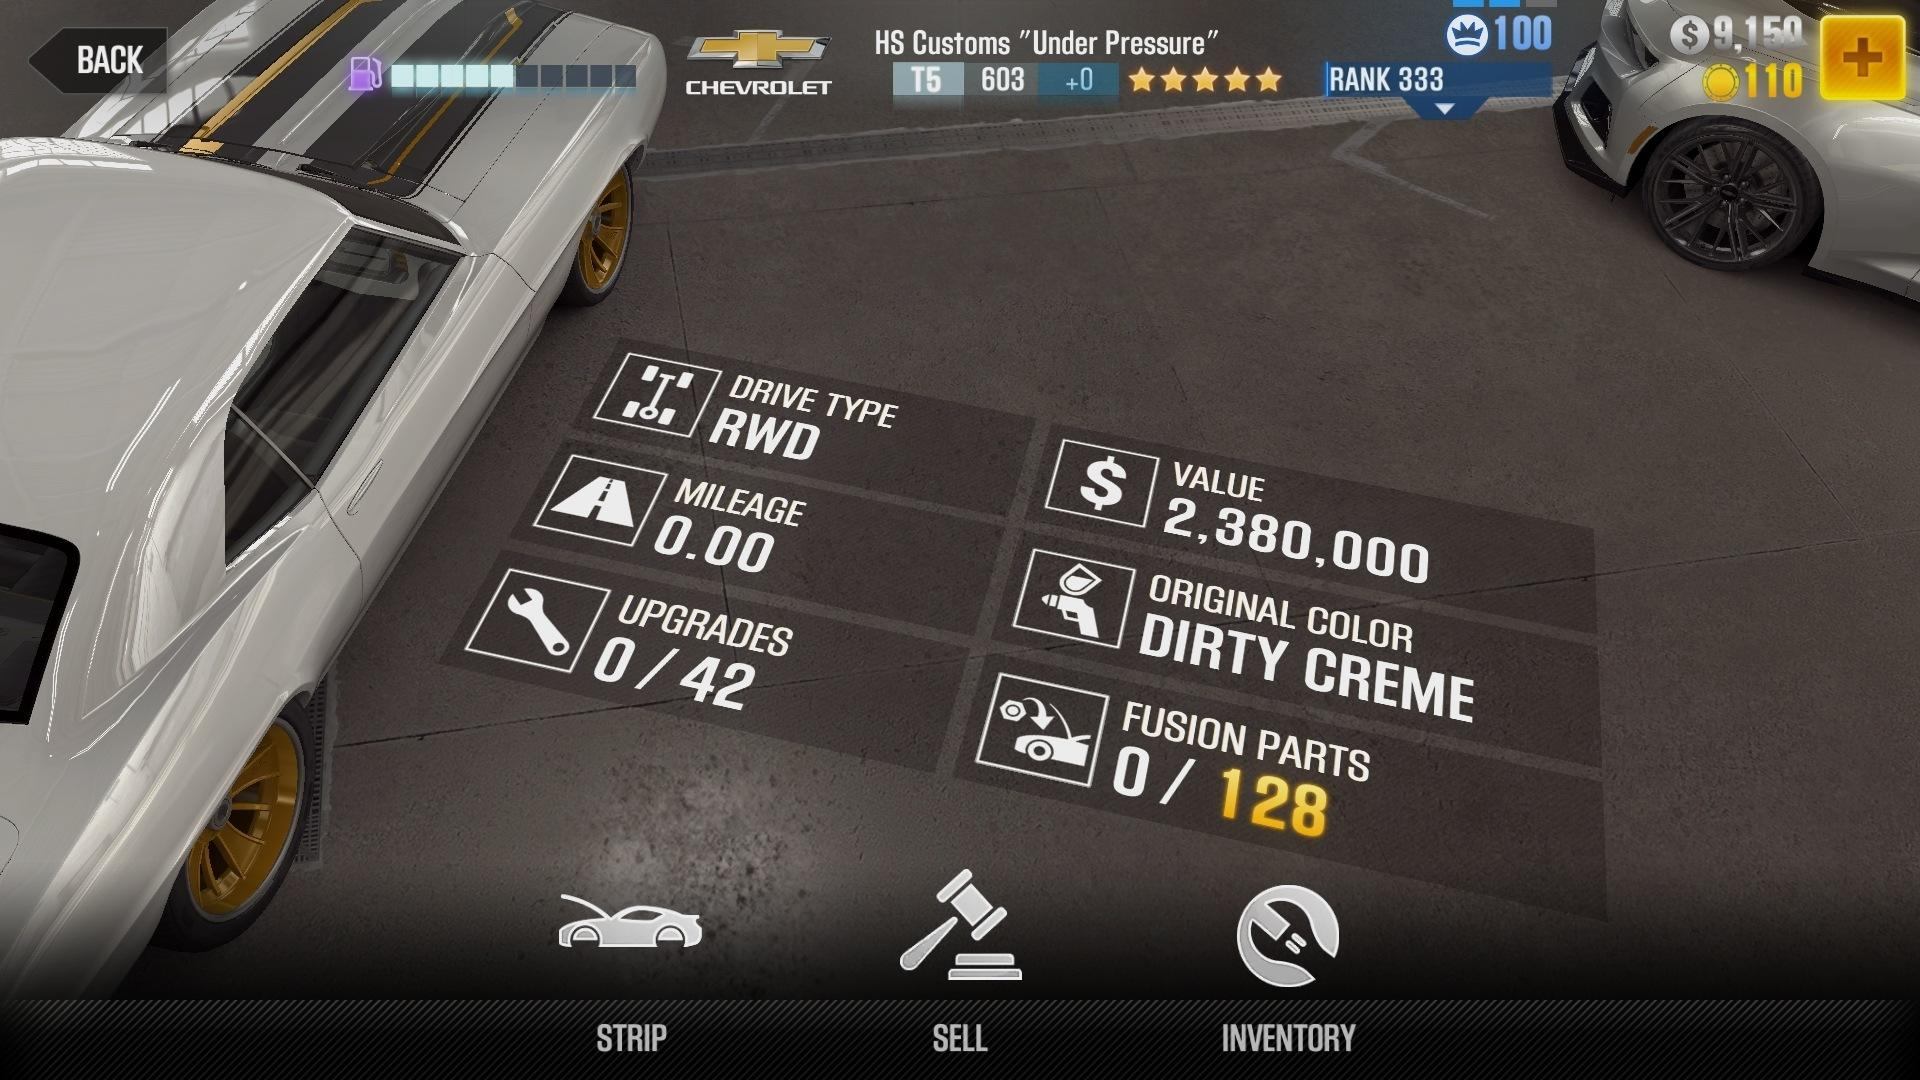 BACK
CHEVROLET
HS Customs "Under Pressure"
T5 603 +0
100
RANK 333
9,150
110
DRIVE TYPE
RWD
MILEAGE
0.00
UPGRADES
0 / 42
VALUE
2,380,000
ORIGINAL COLOR
DIRTY CREME
FUSION PARTS
0 / 128
STRIP
SELL
INVENTORY